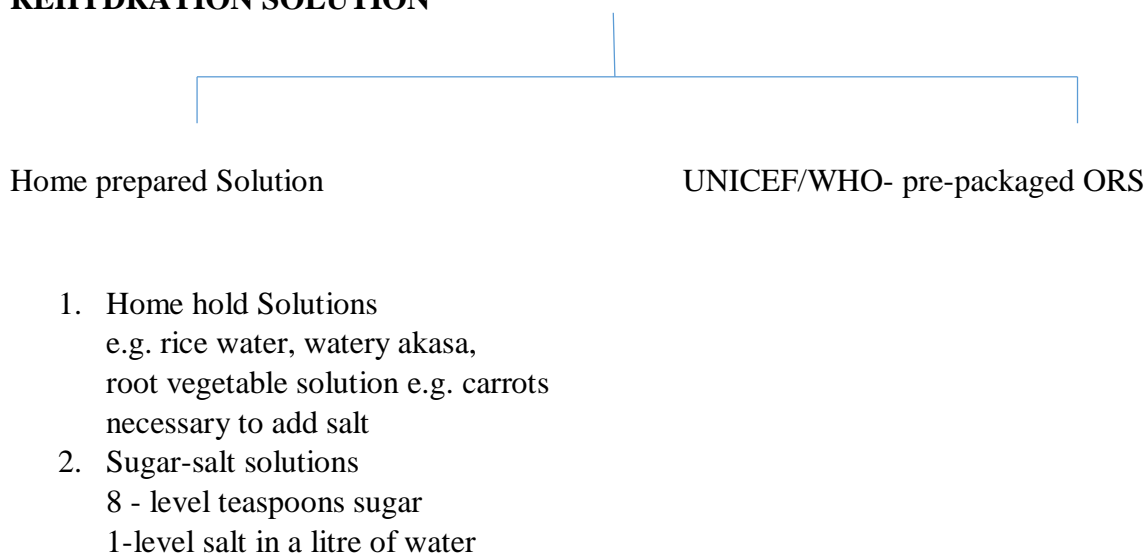 REHYDRATION SOLUTION
Home prepared Solution
UNICEF/WHO- pre-packaged ORS
1. Home hold Solutions
e.g. rice water, watery akasa,
root vegetable solution e.g. carrots
necessary to add salt
2. Sugar-salt solutions
8 - level teaspoons sugar
1-level salt in a litre of water